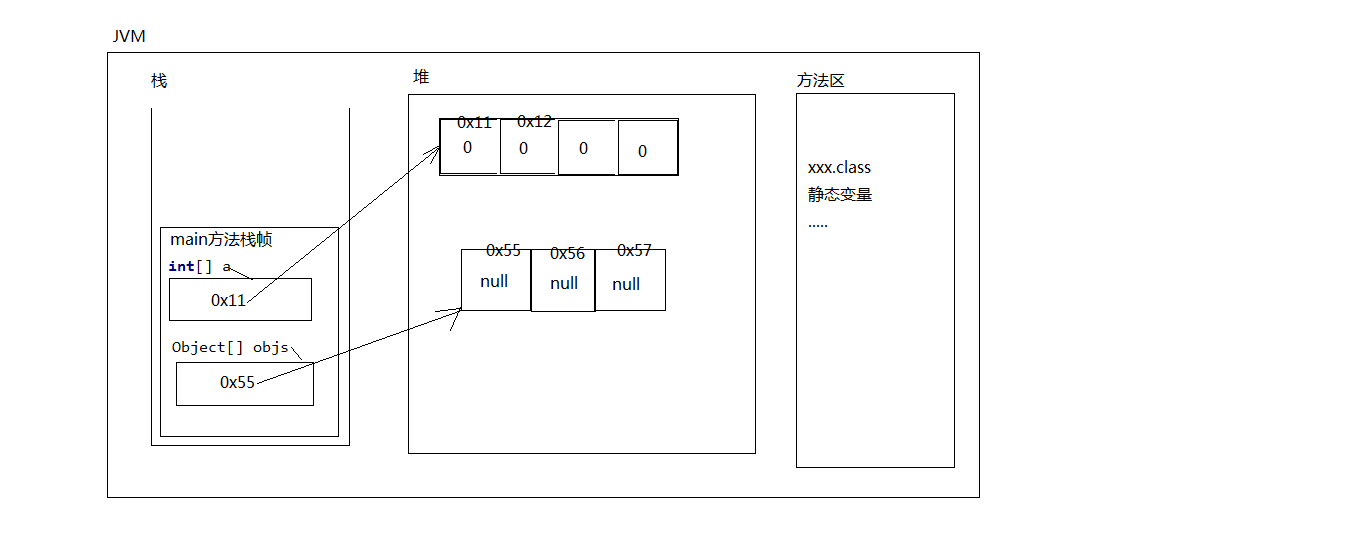 JVM
栈
堆
方法区
0x11 0x12
0 0 0 0
xxx.class
静态变量
.....
main方法栈帧
int[] a
0x11
0x55 0x56 0x57
null null null
Object[] objs
0x55